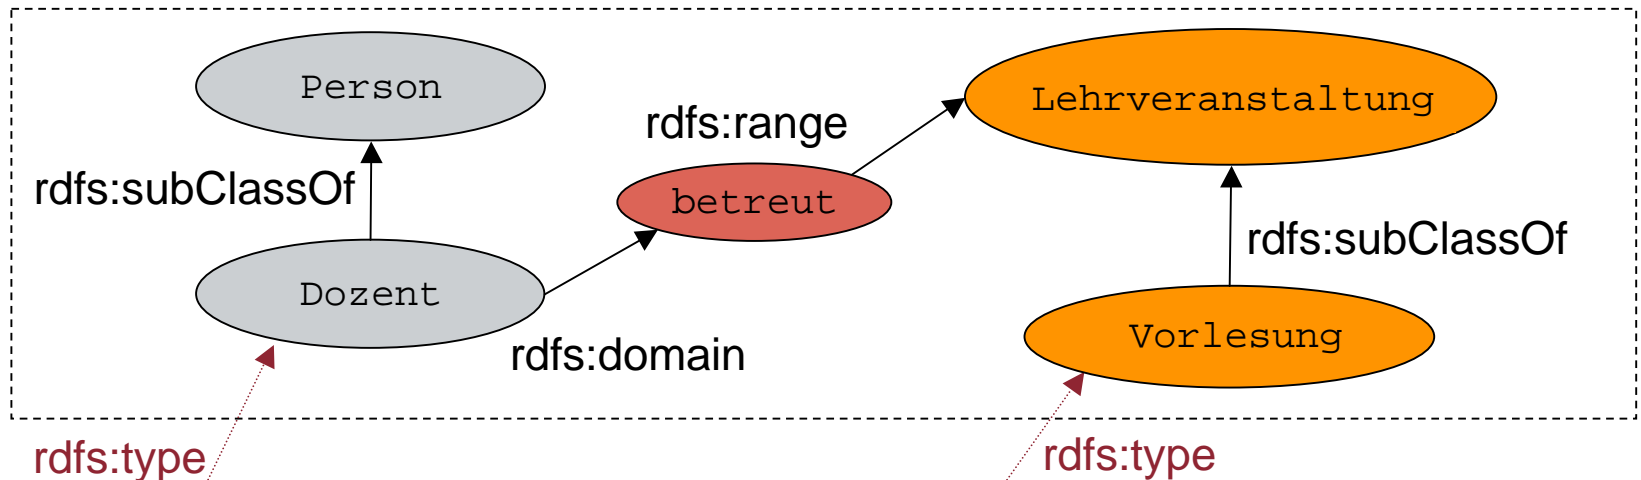 Person
Lehrveranstaltung
rdfs:range
rdfs:subClassOf
betreut
rdfs:subClassOf
Dozent
Vorlesung
rdfs:domain
rdfs:type
rdfs:type